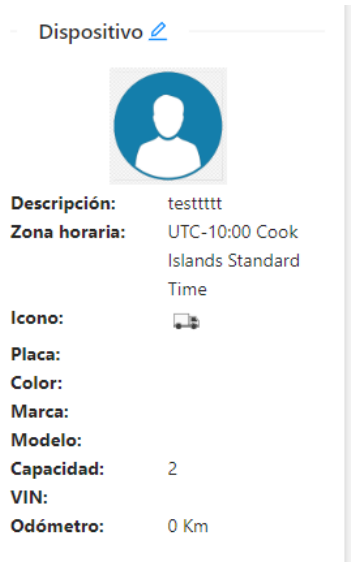 Dispositivo
Descripción: testtttt
Zona horaria: UTC-10:00 Cook
Islands Standard
Time
Icono:
Placa:
Color:
Marca:
Modelo:
Capacidad: 2
VIN:
Odómetro: 0 Km